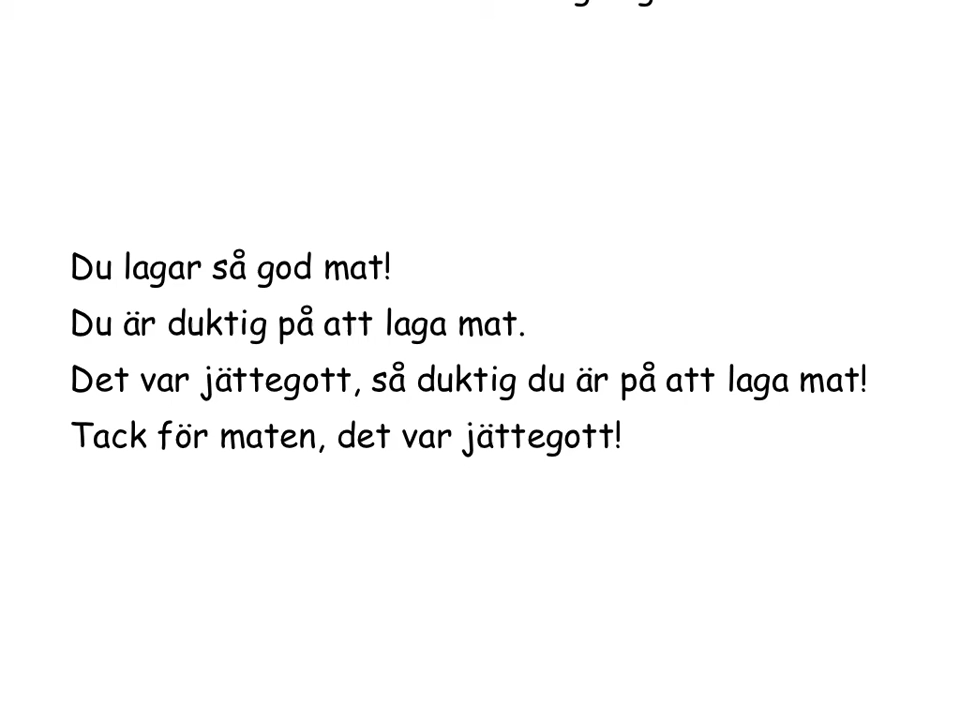 Du lagar så god mat!
Du är duktig på att laga mat.
Det var jättegott, så duktig du är på att laga mat!
Tack för maten, det var jättegott!